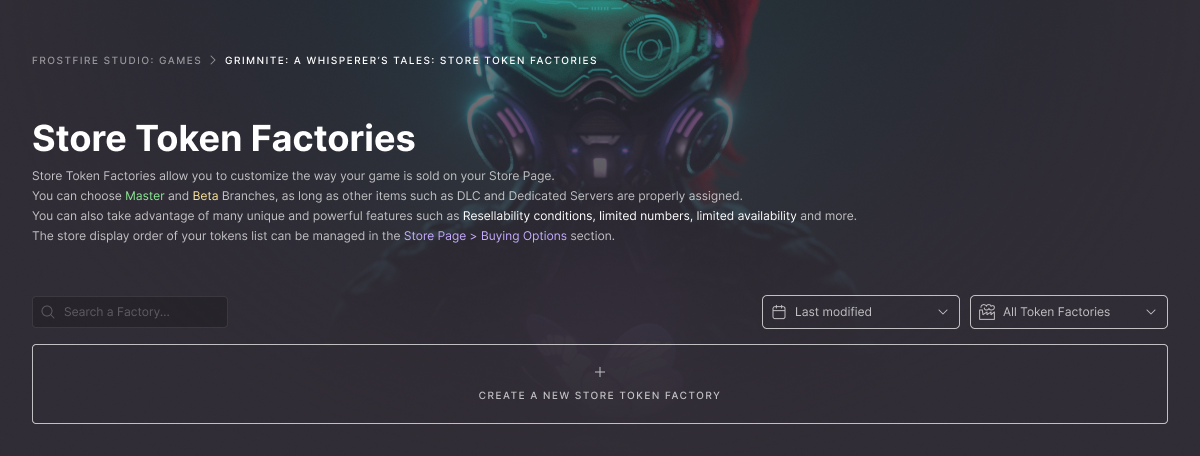 FROSTFIRE STUDIO: GAMES > GRIMNITE: A WHISPERER'S TALES: STORE TOKEN FACTORIES
Store Token Factories
Store Token Factories allow you to customize the way your game is sold on your Store Page.
You can choose Master and Beta Branches, as long as other items such as DLC and Dedicated Servers are properly assigned.
You can also take advantage of many unique and powerful features such as Resellability conditions, limited numbers, limited availability and more.
The store display order of your tokens list can be managed in the Store Page > Buying Options section.
Search a Factory...
Last modified
All Token Factories
+
CREATE A NEW STORE TOKEN FACTORY